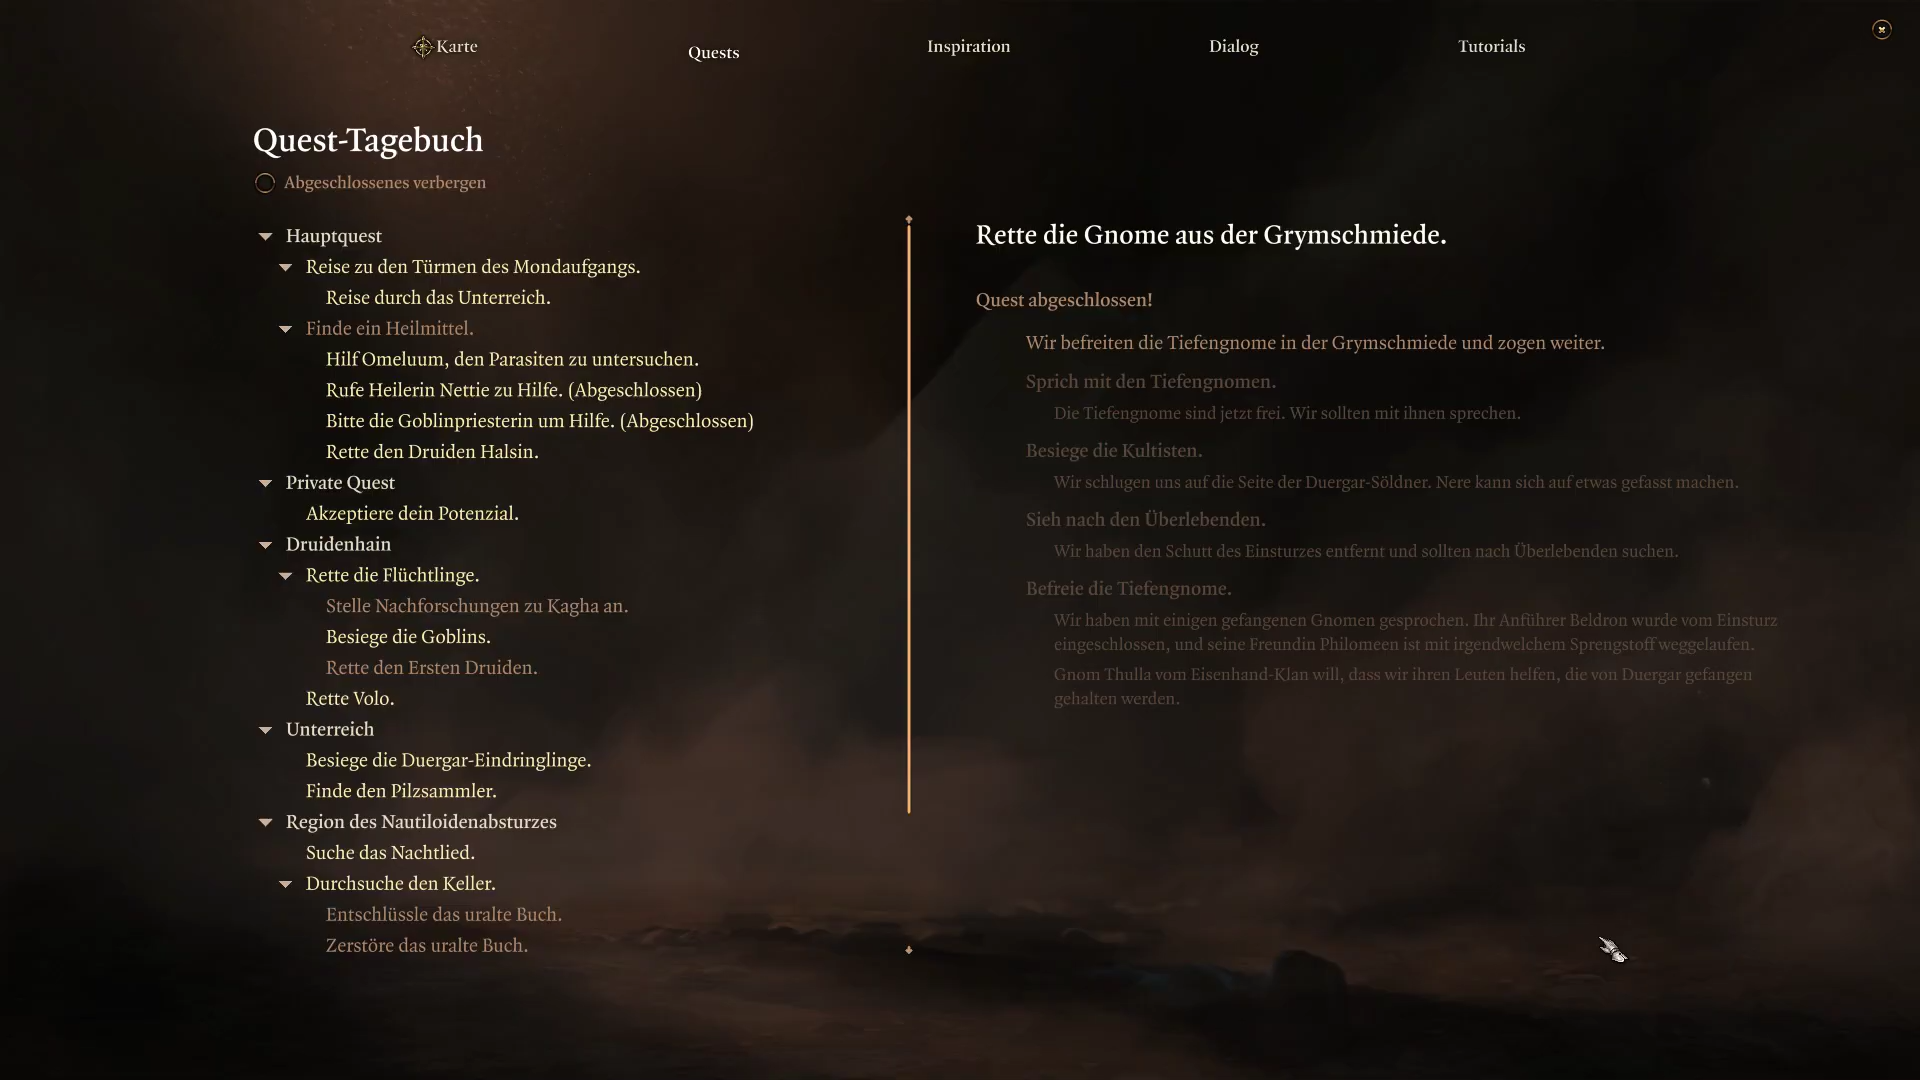 Karte
Quests
Inspiration
Dialog
Tutorials
Quest-Tagebuch
Abgeschlossenes verbergen
Hauptquest
Reise zu den Türmen des Mondaufgangs.
Reise durch das Unterreich.
Finde ein Heilmittel.
Hilf Omeluum, den Parasiten zu untersuchen.
Rufe Heilerin Nettie zu Hilfe. (Abgeschlossen)
Bitte die Goblinpriesterin um Hilfe. (Abgeschlossen)
Rette den Druiden Halsin.
Private Quest
Akzeptiere dein Potenzial.
Druidenhain
Rette die Flüchtlinge.
Stelle Nachforschungen zu Kagha an.
Besiege die Goblins.
Rette den Ersten Druiden.
Rette Volo.
Unterreich
Besiege die Duergar-Eindringlinge.
Finde den Pilzsammler.
Region des Nautiloidenabsturzes
Suche das Nachtlied.
Durchsuche den Keller.
Entschlüssle das uralte Buch.
Zerstöre das uralte Buch.
Rette die Gnome aus der Grymschmiede.
Quest abgeschlossen!
Wir befreiten die Tiefengnome in der Grymschmiede und zogen weiter.
Sprich mit den Tiefengnomen.
Die Tiefengnome sind jetzt frei. Wir sollten mit ihnen sprechen.
Besiege die Kultisten.
Wir schlugen uns auf die Seite der Duergar-Söldner. Nere kann sich auf etwas gefasst machen.
Sieh nach den Überlebenden.
Wir haben den Schutt des Einsturzes entfernt und sollten nach Überlebenden suchen.
Befreie die Tiefengnome.
Wir haben mit einigen gefangenen Gnomen gesprochen. Ihr Anführer Beldron wurde vom Einsturz
eingeschlossen, und seine Freundin Philomeen ist mit irgendwelchem Sprengstoff weggelaufen.
Gnom Thulla vom Eisenhand-Klan will, dass wir ihren Leuten helfen, die von Duergar gefangen
gehalten werden.